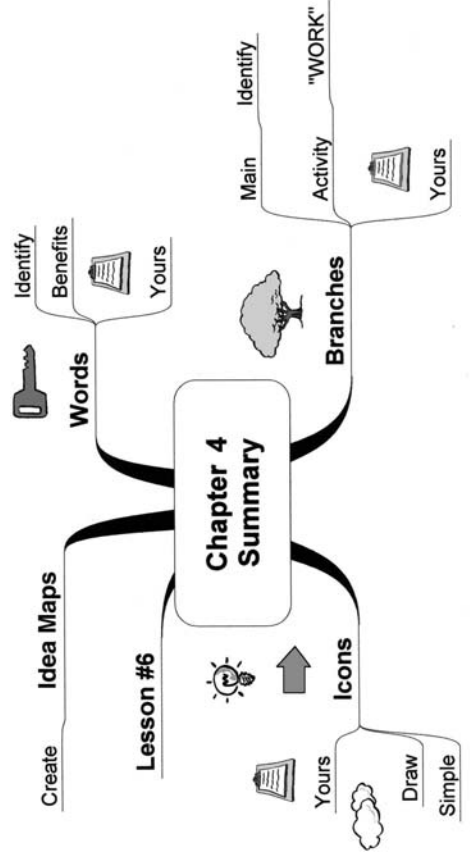 Chapter 4
Summary
Words
Identify
Benefits
Yours
Branches
Main
Identify
Activity
"WORK"
Yours
Icons
Yours
Draw
Simple
Lesson #6
Idea Maps
Create